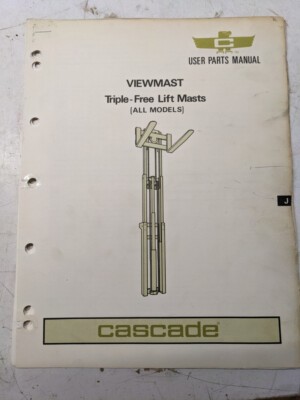 C
USER PARTS MANUAL
VIEWMAST
Triple-Free Lift Masts
[ALL MODELS]
J
cascade®